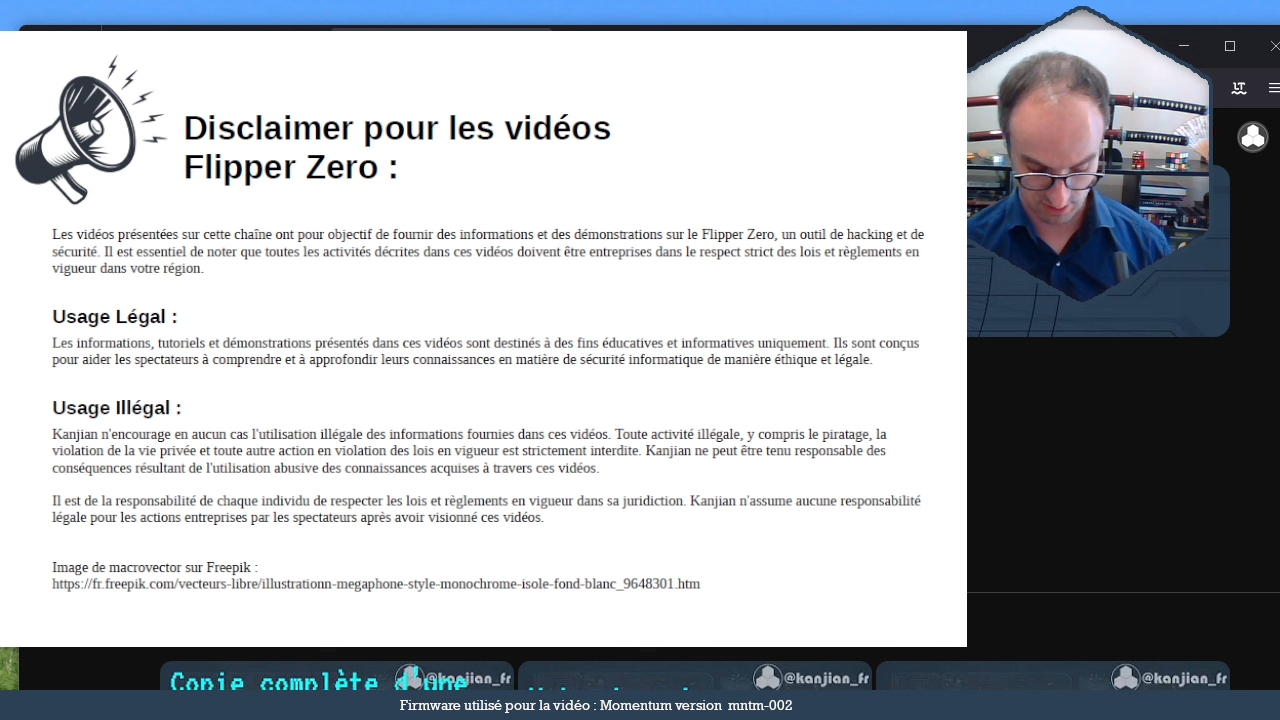 Disclaimer pour les vidéos
Flipper Zero :
Les vidéos présentées sur cette chaîne ont pour objectif de fournir des informations et des démonstrations sur le Flipper Zero, un outil de hacking et de
sécurité. Il est essentiel de noter que toutes les activités décrites dans ces vidéos doivent être entreprises dans le respect strict des lois et règlements en
vigueur dans votre région.
Usage Légal :
Les informations, tutoriels et démonstrations présentés dans ces vidéos sont destinés à des fins éducatives et informatives uniquement. Ils sont conçus
pour aider les spectateurs à comprendre et à approfondir leurs connaissances en matière de sécurité informatique de manière éthique et légale.
Usage Illégal :
Kanjian n'encourage en aucun cas l'utilisation illégale des informations fournies dans ces vidéos. Toute activité illégale, y compris le piratage, la
violation de la vie privée et toute autre action en violation des lois en vigueur est strictement interdite. Kanjian ne peut être tenu responsable des
conséquences résultant de l'utilisation abusive des connaissances acquises à travers ces vidéos.
Il est de la responsabilité de chaque individu de respecter les lois et règlements en vigueur dans sa juridiction. Kanjian n'assume aucune responsabilité
légale pour les actions entreprises par les spectateurs après avoir visionné ces vidéos.
Image de macrovector sur Freepik :
https://fr.freepik.com/vecteurs-libre/illustrationn-megaphone-style-monochrome-isole-fond-blanc_9648301.htm
LT
Copie complète d'une
@kanjian_fr
@kanjian_fr
@kanjian_fr
Firmware utilisé pour la vidéo : Momentum version mntm-002